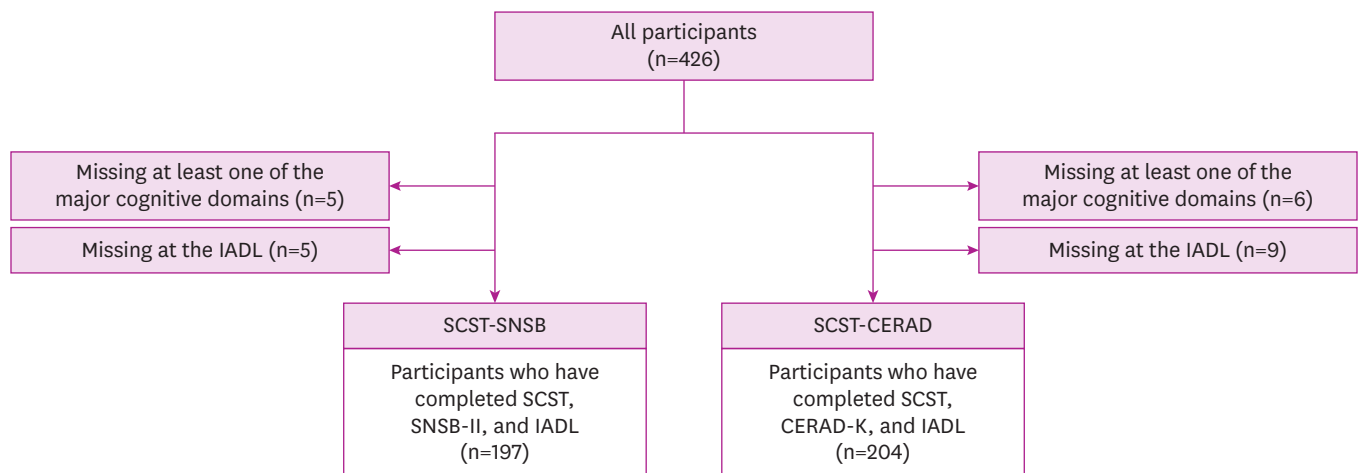 All participants
(n=426)
Missing at least one of the
major cognitive domains (n=5)
Missing at least one of the
major cognitive domains (n=6)
Missing at the IADL (n=5)
Missing at the IADL (n=9)
SCST-SNSB
Participants who have
completed SCST,
SNSB-II, and IADL
(n=197)
SCST-CERAD
Participants who have
completed SCST,
CERAD-K, and IADL
(n=204)